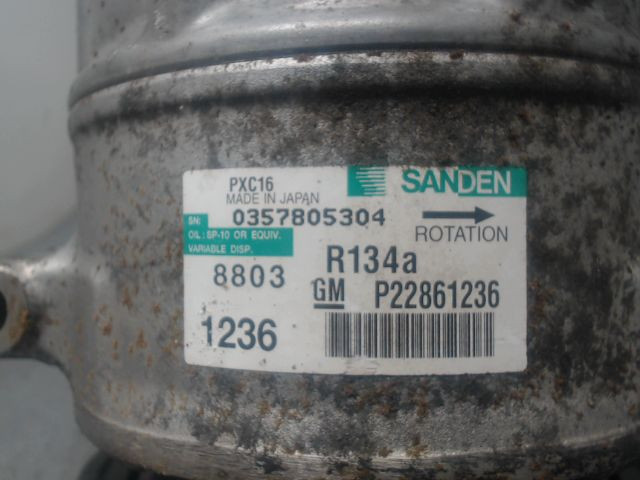 PXC16
MADE IN JAPAN
SANDEN
SN: 0357805304
ROTATION
OIL : SP-10 OR EQUIV.
VARIABLE DISP.
8803
R134a
GM P22861236
1236